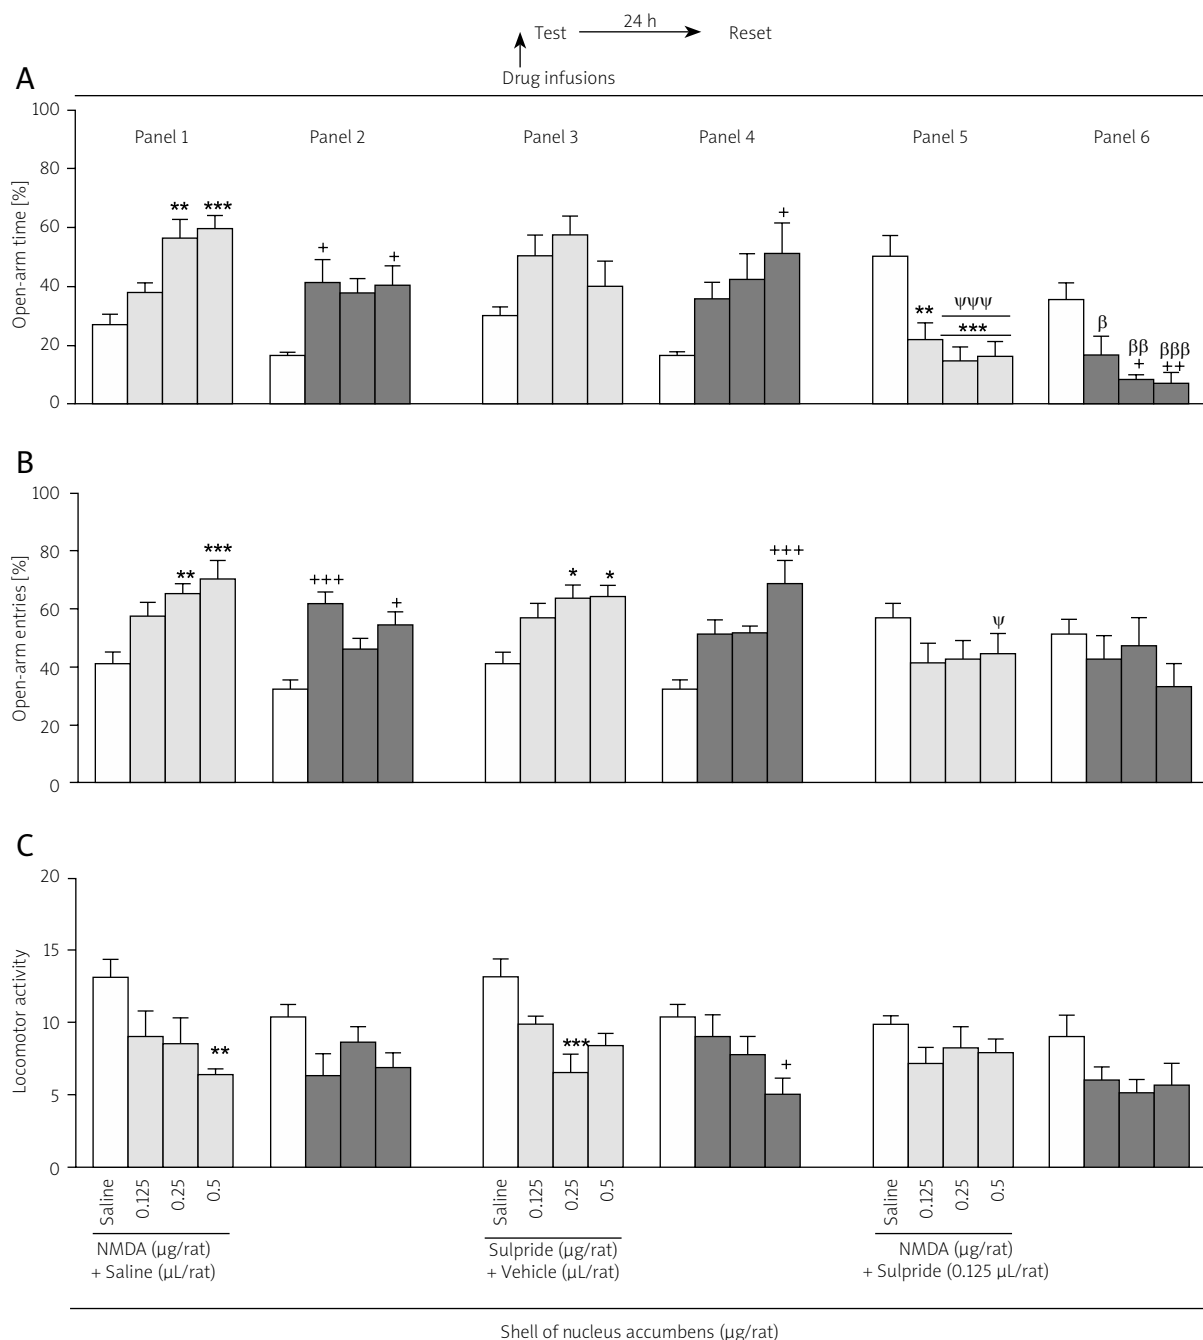 24 h
Test Reset
Drug infusions
A
Open-arm time [%]
100
80
60
40
20
0
Panel 1 Panel 2 Panel 3 Panel 4 Panel 5 Panel 6
** ***
+ +
+
** ψψψ
***
β ββ βββ
+ ++
B
Open-arm entries [%]
100
80
60
40
20
0
** ***
+++ +
* *
+++
ψ
C
Locomotor activity
20
15
10
5
0
**
***
+
Saline 0.125 0.25 0.5
NMDA (µg/rat)
+ Saline (µL/rat)
Saline 0.125 0.25 0.5
Sulpride (µg/rat)
+ Vehicle (µL/rat)
Saline 0.125 0.25 0.5
NMDA (µg/rat)
+ Sulpride (0.125 µL/rat)
Shell of nucleus accumbens (µg/rat)